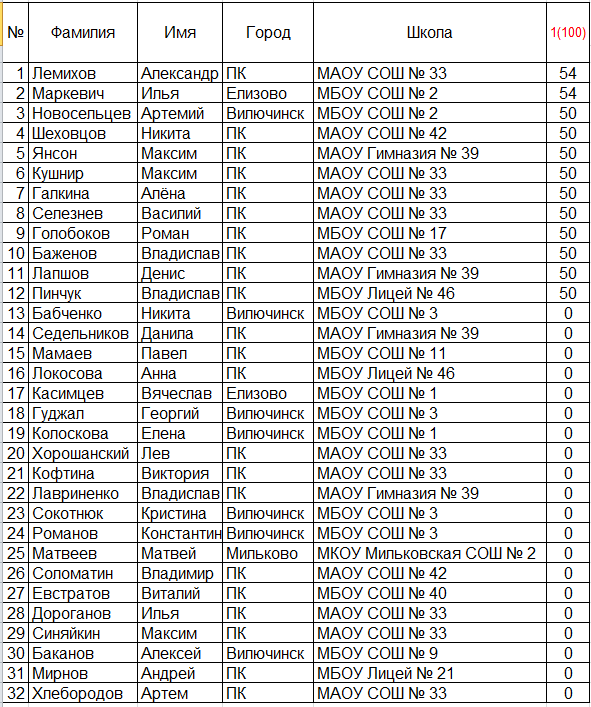 № Фамилия Имя Город Школа 1(100)
1 Лемихов Александр ПК МАОУ СОШ № 33 54
2 Маркевич Илья Елизово МБОУ СОШ № 2 54
3 Новосельцев Артемий Вилючинск МБОУ СОШ № 2 50
4 Шеховцов Никита ПК МАОУ СОШ № 42 50
5 Янсон Максим ПК МАОУ Гимназия № 39 50
6 Кушнир Максим ПК МАОУ СОШ № 33 50
7 Галкина Алёна ПК МАОУ СОШ № 33 50
8 Селезнев Василий ПК МАОУ СОШ № 33 50
9 Голобоков Роман ПК МБОУ СОШ № 17 50
10 Баженов Владислав ПК МАОУ СОШ № 33 50
11 Лапшов Денис ПК МАОУ Гимназия № 39 50
12 Пинчук Владислав ПК МБОУ Лицей № 46 50
13 Бабченко Никита Вилючинск МБОУ СОШ № 3 0
14 Седельников Данила ПК МАОУ Гимназия № 39 0
15 Мамаев Павел ПК МБОУ СОШ № 11 0
16 Локосова Анна ПК МБОУ Лицей № 46 0
17 Касимцев Вячеслав Елизово МБОУ СОШ № 1 0
18 Гуджал Георгий Вилючинск МБОУ СОШ № 3 0
19 Колоскова Елена Вилючинск МБОУ СОШ № 1 0
20 Хорошанский Лев ПК МАОУ СОШ № 33 0
21 Кофтина Виктория ПК МАОУ СОШ № 33 0
22 Лавриненко Владислав ПК МАОУ Гимназия № 39 0
23 Сокотнюк Кристина Вилючинск МБОУ СОШ № 3 0
24 Романов Константин Вилючинск МБОУ СОШ № 3 0
25 Матвеев Матвей Мильково МКОУ Мильковская СОШ № 2 0
26 Соломатин Владимир ПК МАОУ СОШ № 42 0
27 Евстратов Виталий ПК МБОУ СОШ № 40 0
28 Дороганов Илья ПК МАОУ СОШ № 33 0
29 Синяйкин Максим ПК МАОУ СОШ № 33 0
30 Баканов Алексей Вилючинск МБОУ СОШ № 9 0
31 Мирнов Андрей ПК МБОУ Лицей № 21 0
32 Хлебородов Артем ПК МАОУ СОШ № 33 0